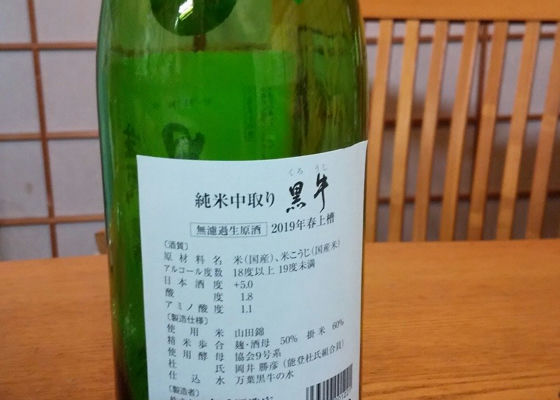 くろ うし
純米中取り 黒牛
無濾過生原酒 2019年春上槽
〔酒質〕
原材料名 米(国産)、米こうじ(国産米)
アルコール度数 18度以上 19度未満
日本酒度 +5.0
酸度 1.8
アミノ酸度 1.1
〔製造仕様〕
使用米 山田錦
精米歩合 麹・酒母 50% 掛米 60%
使用酵母 協会9号系
杜氏 岡井 勝彦(能登杜氏組合員)
仕込水 万葉黒牛の水
〔製造者〕